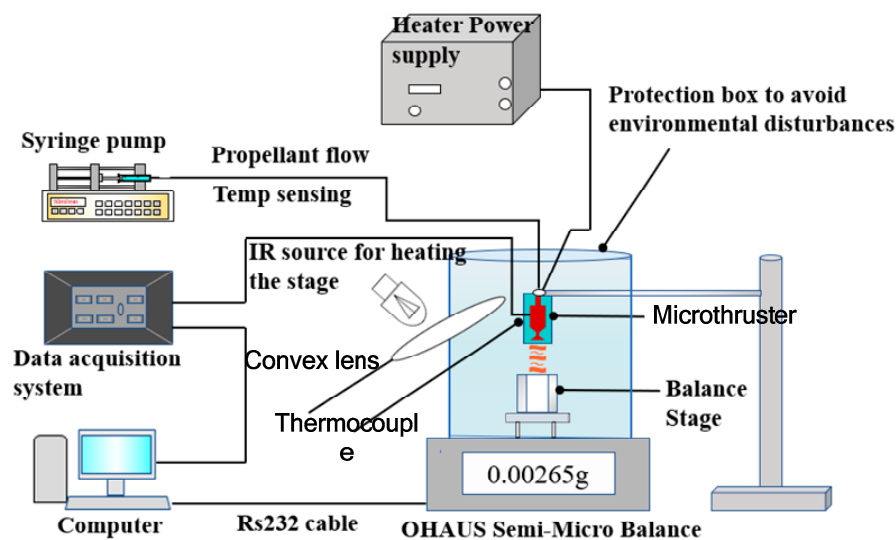 Heater Power
supply
Protection box to avoid
environmental disturbances
Syringe pump
Propellant flow
Temp sensing
IR source for heating
the stage
Microthruster
Data acquisition
system
Convex lens
Thermocoupl
e
Balance
Stage
0.00265g
Computer
Rs232 cable
OHAUS Semi-Micro Balance